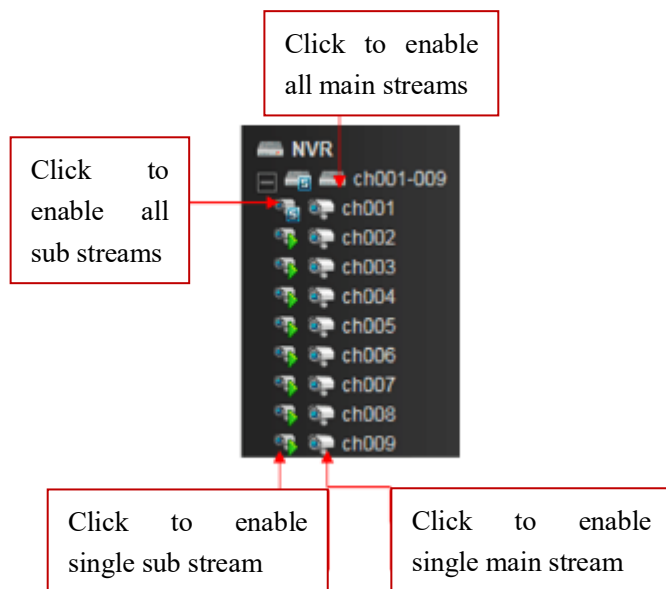 Click to enable
all main streams
NVR
Click to
enable all
sub streams
ch001-009
ch001
ch002
ch003
ch004
ch005
ch006
ch007
ch008
ch009
Click to enable
single sub stream
Click to enable
single main stream